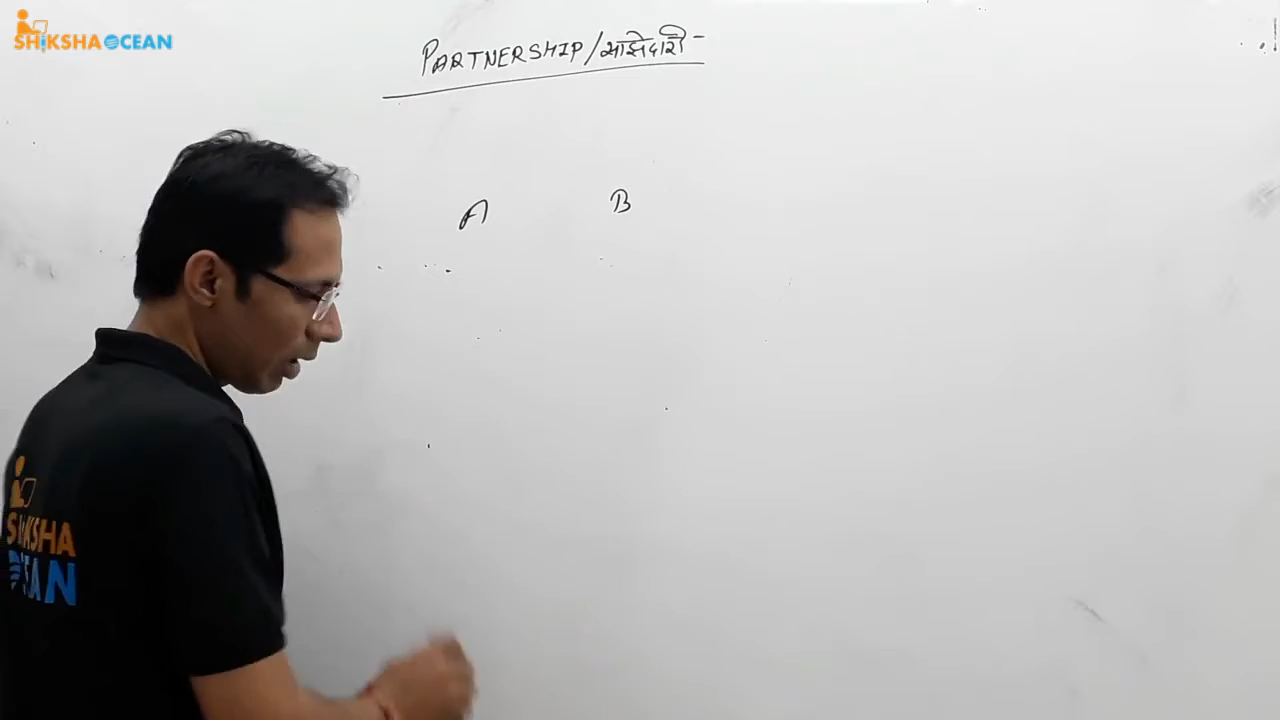 SHIKSHA OCEAN
PARTNERSHIP/साझेदारी-
A B
SHIKSHA
OCEAN